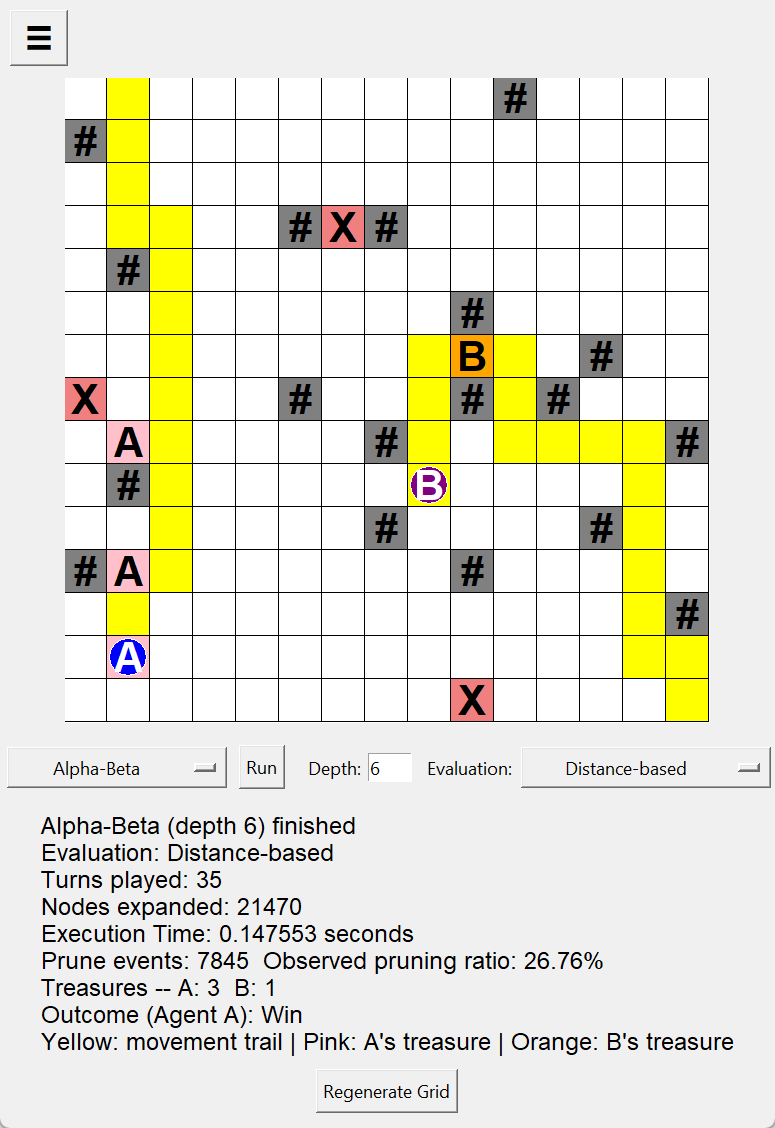 ☰
#
#
# X #
#
#
B #
X # # #
A # #
# B
# #
# A #
#
A
X
Alpha-Beta Run Depth: 6 Evaluation: Distance-based
Alpha-Beta (depth 6) finished
Evaluation: Distance-based
Turns played: 35
Nodes expanded: 21470
Execution Time: 0.147553 seconds
Prune events: 7845 Observed pruning ratio: 26.76%
Treasures -- A: 3 B: 1
Outcome (Agent A): Win
Yellow: movement trail | Pink: A's treasure | Orange: B's treasure
Regenerate Grid